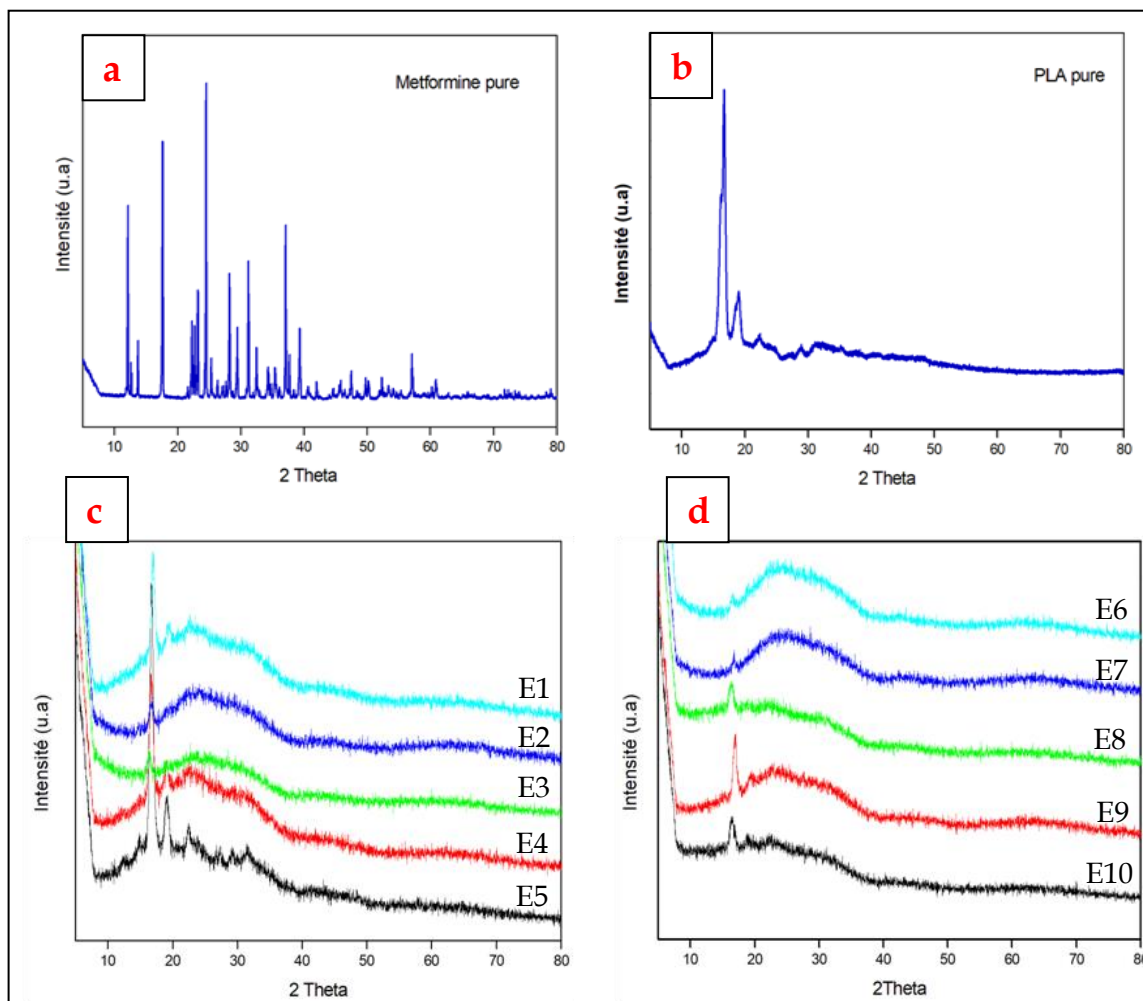 a
Metformine pure
Intensité (u.a)
10 20 30 40 50 60 70 80
2 Theta
b
PLA pure
Intensité (u.a)
10 20 30 40 50 60 70 80
2 Theta
c
E1
E2
E3
E4
E5
Intensité (u.a)
10 20 30 40 50 60 70 80
2 Theta
d
E6
E7
E8
E9
E10
Intensité (u.a)
10 20 30 40 50 60 70 80
2Theta